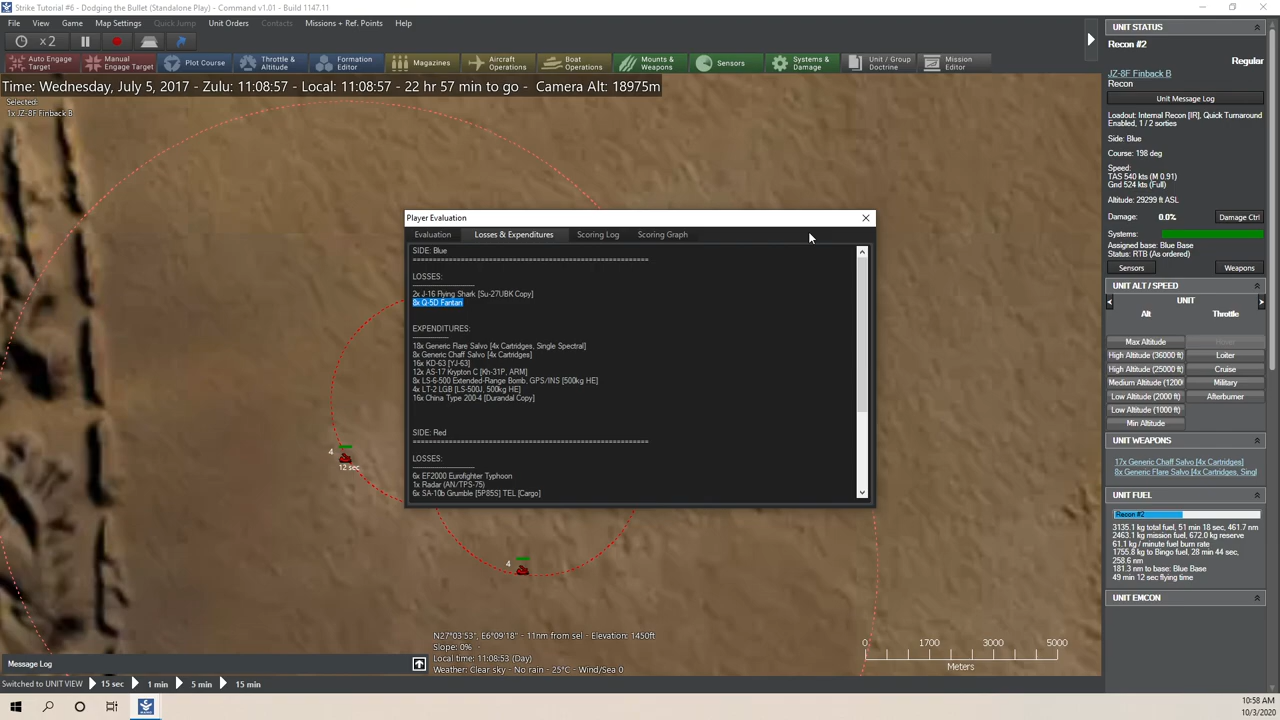 Strike Tutorial #6 - Dodging the Bullet (Standalone Play) - Command v1.01 - Build 1147.11
File View Game Map Settings Quick Jump Unit Orders Contacts Missions + Ref. Points Help
x 2
Auto Engage Target
Manual Engage Target
Plot Course
Throttle & Altitude
Formation Editor
Magazines
Aircraft Operations
Boat Operations
Mounts & Weapons
Sensors
Systems & Damage
Unit / Group Doctrine
Mission Editor
Time: Wednesday, July 5, 2017 - Zulu: 11:08:57 - Local: 11:08:57 - 22 hr 57 min to go - Camera Alt: 18975m
Selected:
1x JZ-8F Finback B
Player Evaluation
Evaluation Losses & Expenditures Scoring Log Scoring Graph
SIDE: Blue
LOSSES:
2x J-16 Flying Shark [Su-27UBK Copy]
8x Q-5D Fantan
EXPENDITURES:
18x Generic Flare Salvo [4x Cartridges, Single Spectral]
8x Generic Chaff Salvo [4x Cartridges]
16x KD-63 [YJ-63]
12x AS-17 Krypton C [Kh-31P, ARM]
8x LS-6-500 Extended-Range Bomb, GPS/INS [500kg HE]
4x LT-2 LGB [LS-500J, 500kg HE]
16x China Type 200-4 [Durandal Copy]
SIDE: Red
LOSSES:
6x EF2000 Eurofighter Typhoon
1x Radar (AN/TPS-75)
6x SA-10b Grumble [5P85S] TEL [Cargo]
4
12 sec
4
N27°03'53", E6°09'18" - 11nm from sel - Elevation: 1450ft
Slope: 0% -
Local time: 11:08:53 (Day)
Weather: Clear sky - No rain - 25°C - Wind/Sea 0
0 1700 3000 5000
Meters
Message Log
Switched to UNIT VIEW 15 sec 1 min 5 min 15 min
UNIT STATUS
Recon #2
Regular
JZ-8F Finback B
Recon
Unit Message Log
Loadout: Internal Recon [IR], Quick Turnaround
Enabled, 1 / 2 sorties
Side: Blue
Course: 198 deg
Speed:
TAS 540 kts (M 0.91)
Gnd 524 kts (Full)
Altitude: 29299 ft ASL
Damage: 0.0% Damage Ctrl
Systems:
Assigned base: Blue Base
Status: RTB (As ordered)
Sensors Weapons
UNIT ALT / SPEED
UNIT
Alt Throttle
Max Altitude Hover
High Altitude (36000 ft) Loiter
High Altitude (25000 ft) Cruise
Medium Altitude (1200 Military
Low Altitude (2000 ft) Afterburner
Low Altitude (1000 ft)
Min Altitude
UNIT WEAPONS
17x Generic Chaff Salvo [4x Cartridges]
8x Generic Flare Salvo [4x Cartridges, Singl
UNIT FUEL
Recon #2
3135.1 kg total fuel, 51 min 18 sec, 461.7 nm
2463.1 kg mission fuel, 672.0 kg reserve
61.1 kg / minute fuel burn rate
1755.8 kg to Bingo fuel, 28 min 44 sec,
258.6 nm
181.3 nm to base: Blue Base
49 min 12 sec flying time
UNIT EMCON
10:58 AM
10/3/2020